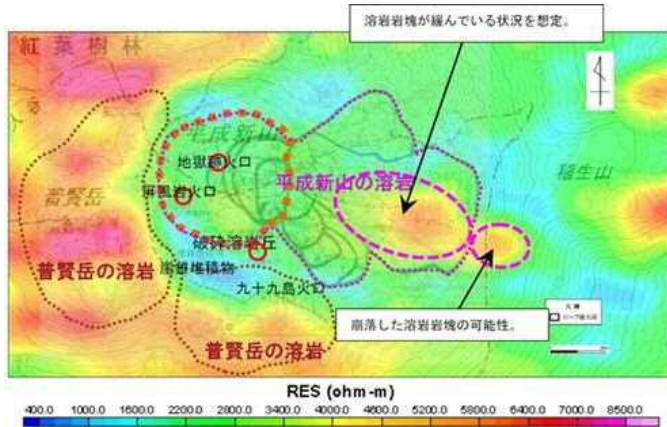 溶岩岩塊が緩んでいる状況を想定。
紅葉樹林
平成新山
地獄跡火口
平成新山の溶岩
稲生山
普賢岳
屏風岩火口
破砕溶岩丘
普賢岳の溶岩
崖錐堆積物
九十九島火口
崩落した溶岩岩塊の可能性。
普賢岳の溶岩
RES (ohm-m)
400.0 1000.0 1600.0 2200.0 2800.0 3400.0 4000.0 4600.0 5200.0 5800.0 6400.0 7000.0 8500.0